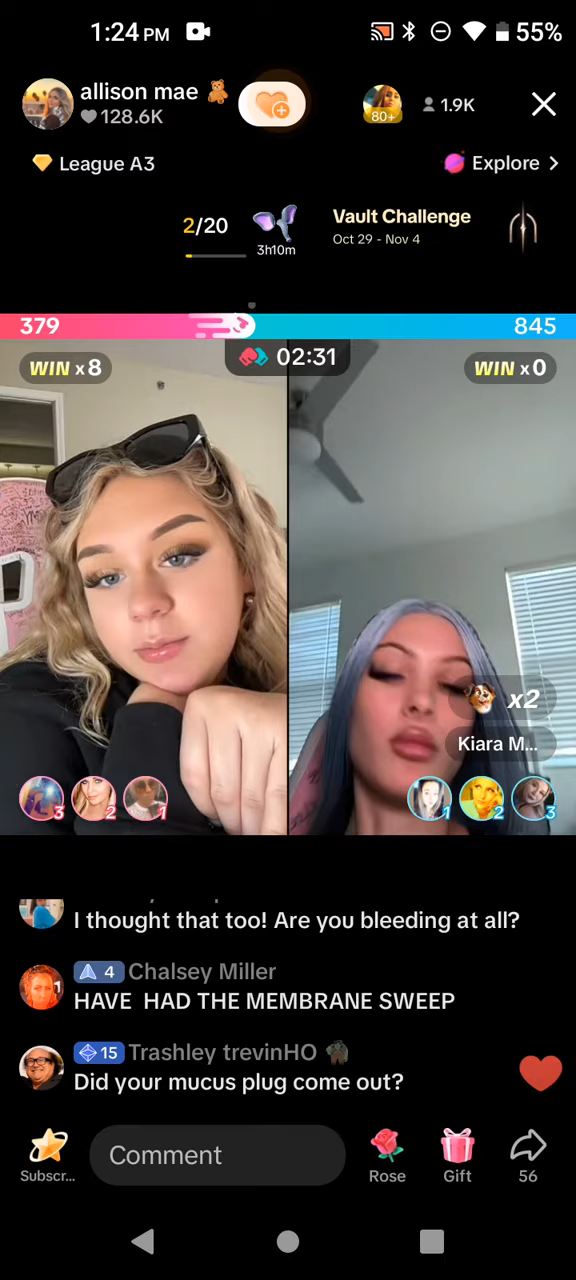 1:24 PM
55%
allison mae
128.6K
80+
1.9K
League A3
Explore
2/20
3h10m
Vault Challenge
Oct 29 - Nov 4
379
845
WIN x8
02:31
WIN x0
x2
Kiara M...
3
2
1
1
2
3
I thought that too! Are you bleeding at all?
4 Chalsey Miller
HAVE HAD THE MEMBRANE SWEEP
15 Trashley trevinHO
Did your mucus plug come out?
Subscr...
Comment
Rose
Gift
56